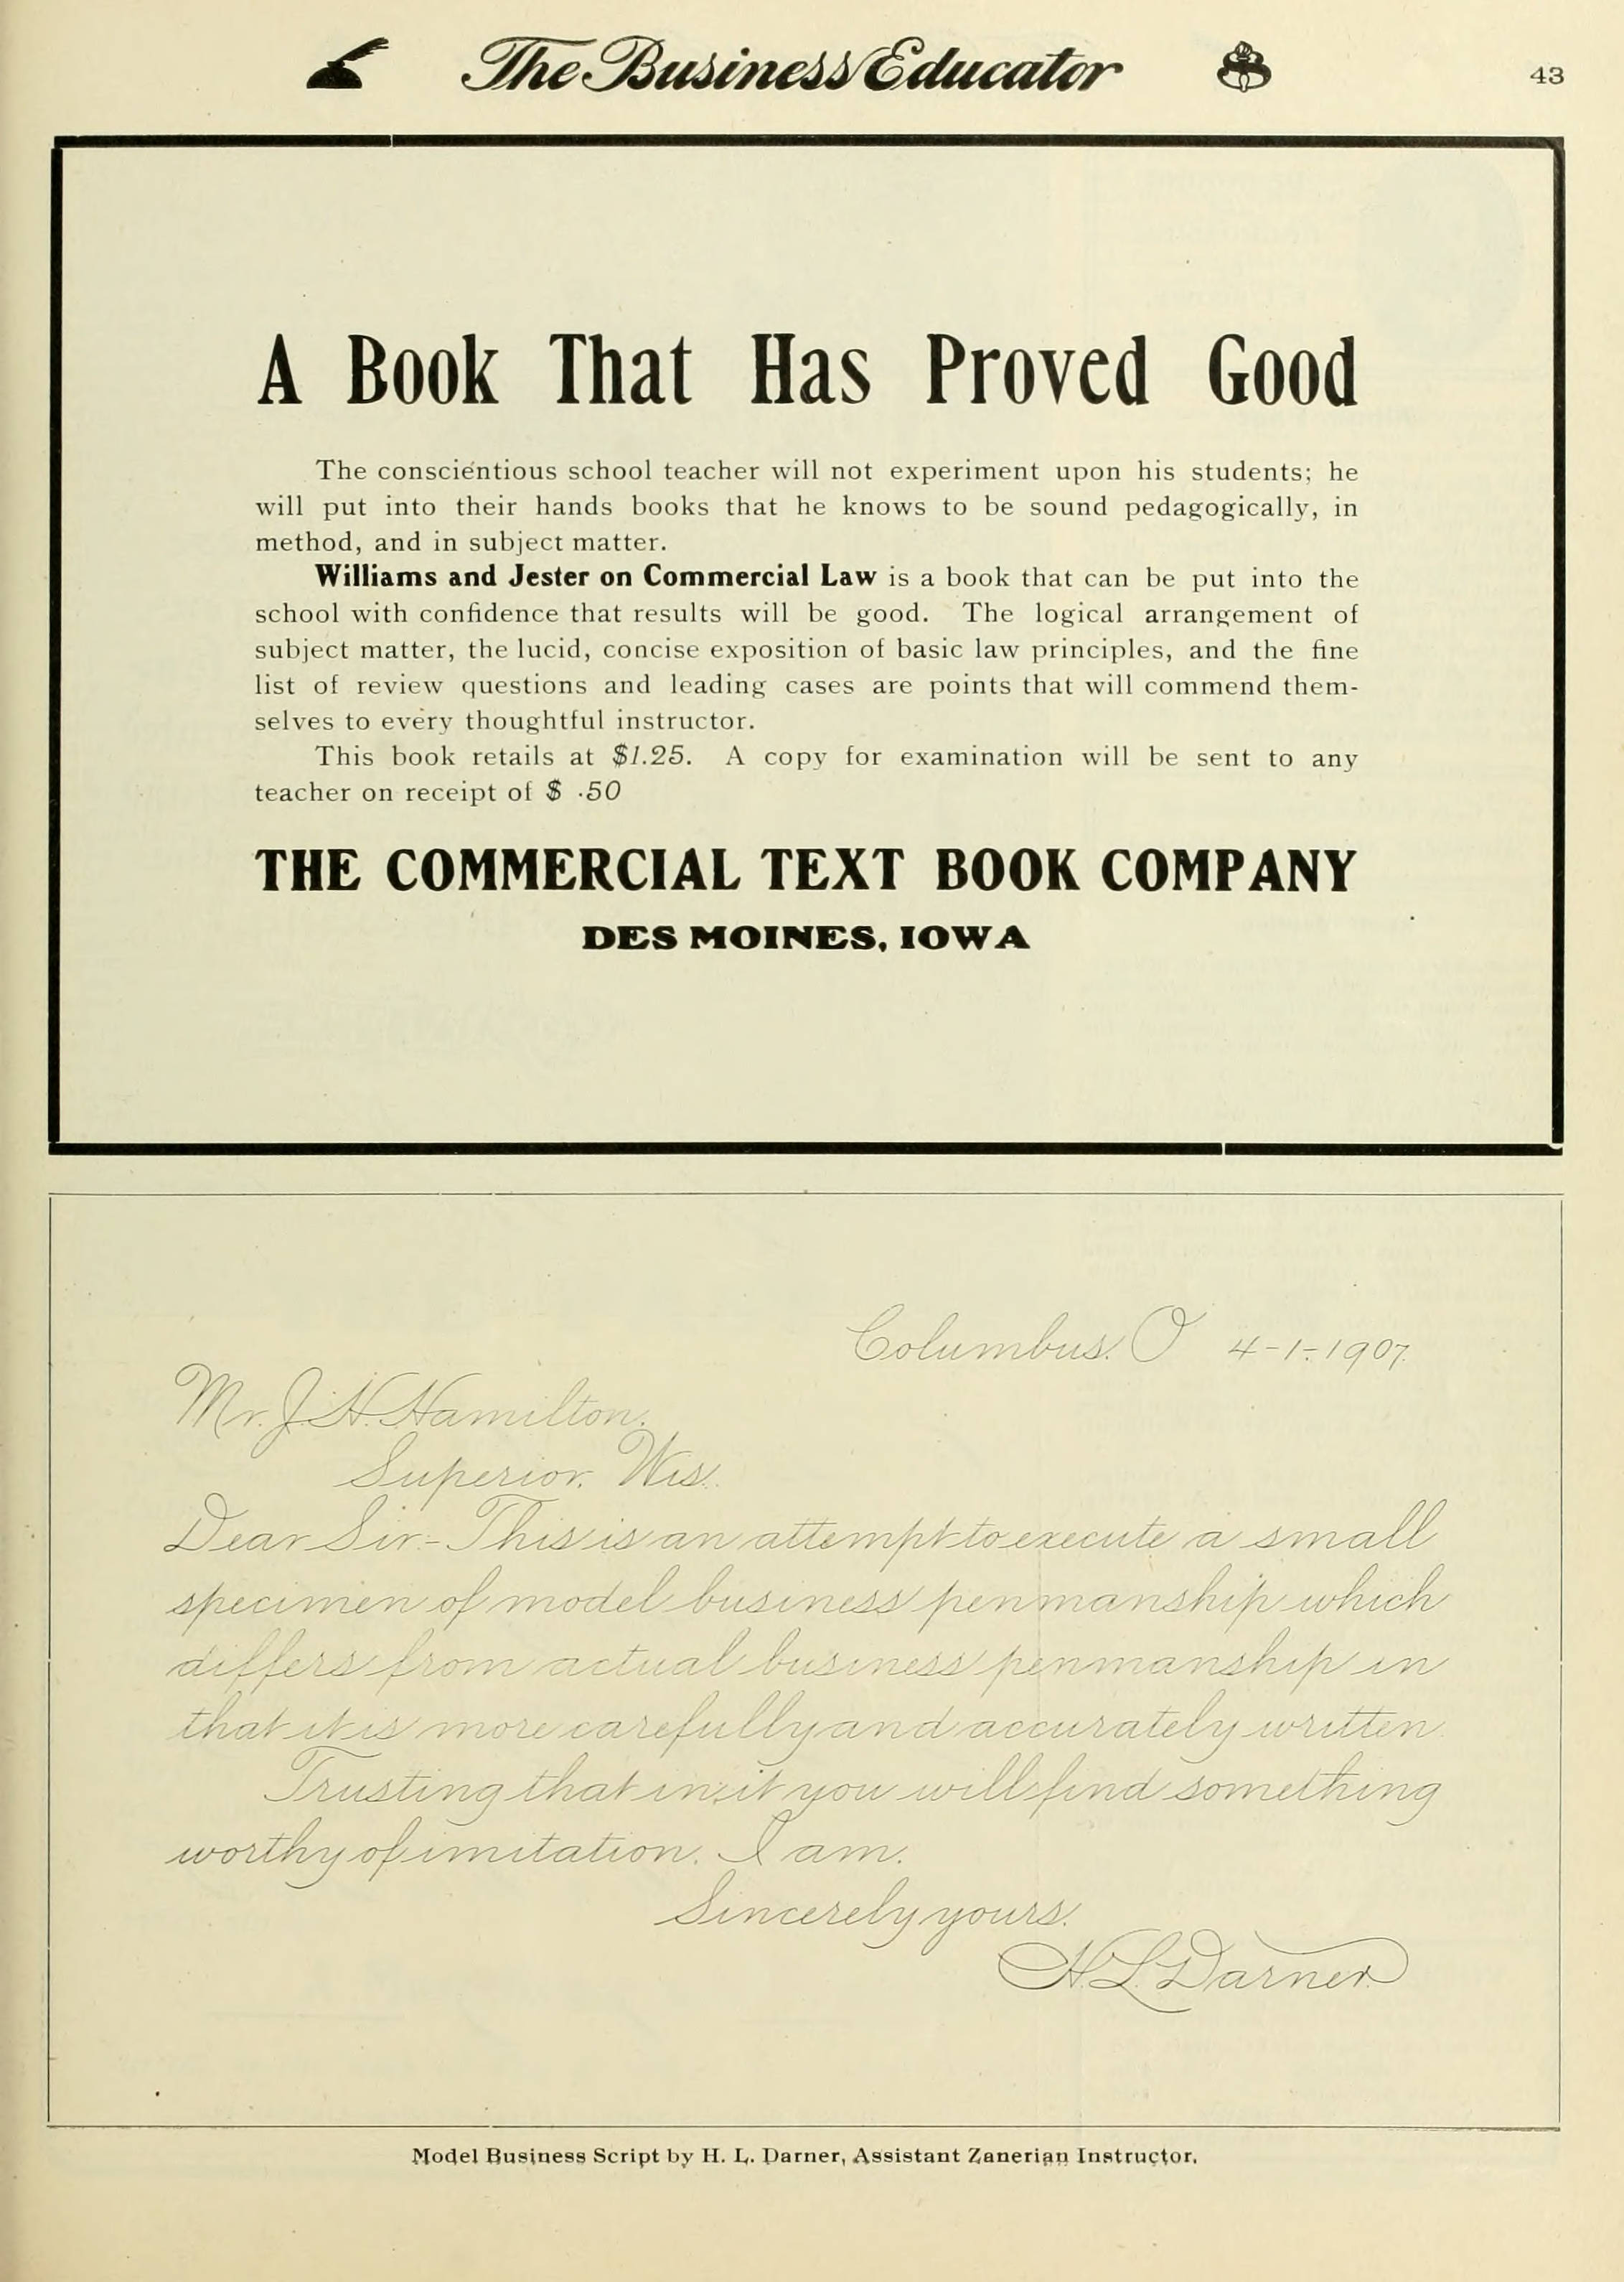 The Business Educator
43
A Book That Has Proved Good
The conscientious school teacher will not experiment upon his students; he
will put into their hands books that he knows to be sound pedagogically, in
method, and in subject matter.
Williams and Jester on Commercial Law is a book that can be put into the
school with confidence that results will be good. The logical arrangement of
subject matter, the lucid, concise exposition of basic law principles, and the fine
list of review questions and leading cases are points that will commend them-
selves to every thoughtful instructor.
This book retails at $1.25. A copy for examination will be sent to any
teacher on receipt of $ .50
THE COMMERCIAL TEXT BOOK COMPANY
DES MOINES, IOWA
Columbus. O 4-1-1907.
Mr. J. H. Hamilton.
Superior. Wis.
Dear Sir.- This is an attempt to execute a small
specimen of model business penmanship which
differs from actual business penmanship in
that it is more carefully and accurately written.
Trusting that in it you will find something
worthy of imitation. I am.
Sincerely yours.
H. L. Darner.
Model Business Script by H. L. Darner, Assistant Zanerian Instructor.